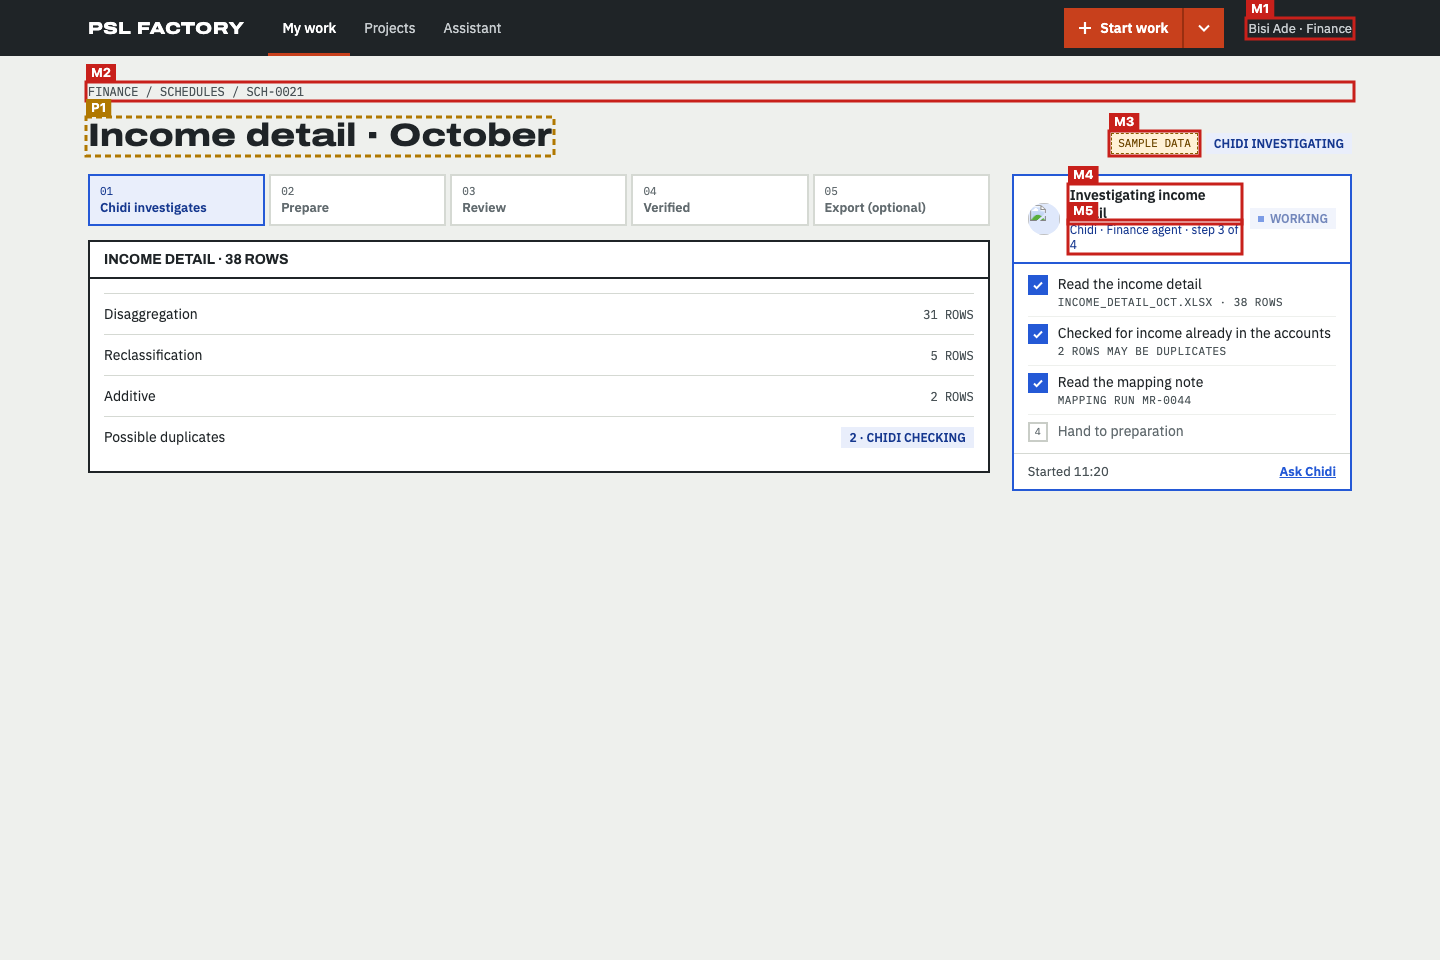 PSL FACTORY
My work
Projects
Assistant
Start work
M1
Bisi Ade · Finance
M2
FINANCE / SCHEDULES / SCH-0021
P1
Income detail · October
M3
SAMPLE DATA
CHIDI INVESTIGATING
01
Chidi investigates
02
Prepare
03
Review
04
Verified
05
Export (optional)
INCOME DETAIL · 38 ROWS
Disaggregation
31 ROWS
Reclassification
5 ROWS
Additive
2 ROWS
Possible duplicates
2 · CHIDI CHECKING
M4
Investigating income
M5
Chidi · Finance agent · step 3 of
4
WORKING
Read the income detail
INCOME_DETAIL_OCT.XLSX · 38 ROWS
Checked for income already in the accounts
2 ROWS MAY BE DUPLICATES
Read the mapping note
MAPPING RUN MR-0044
4
Hand to preparation
Started 11:20
Ask Chidi